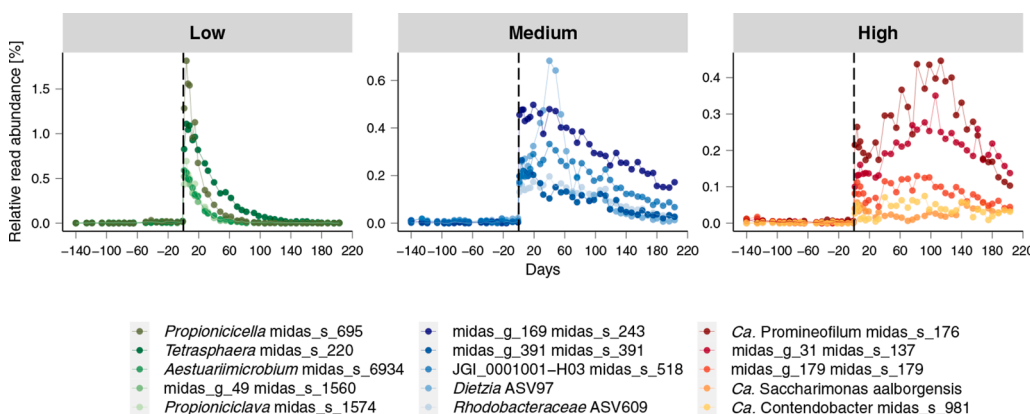 Low Medium High
Relative read abundance [%]
1.5
1.0
0.5
0.0
0.6
0.4
0.2
0.0
0.4
0.3
0.2
0.1
0.0
−140 −100 −60 −20 20 60 100 140 180 220
−140 −100 −60 −20 20 60 100 140 180 220
−140 −100 −60 −20 20 60 100 140 180 220
Days
Propionicicella midas_s_695
Tetrasphaera midas_s_220
Aestuariimicrobium midas_s_6934
midas_g_49 midas_s_1560
Propioniciclava midas_s_1574
midas_g_169 midas_s_243
midas_g_391 midas_s_391
JGI_0001001−H03 midas_s_518
Dietzia ASV97
Rhodobacteraceae ASV609
Ca. Promineofilum midas_s_176
midas_g_31 midas_s_137
midas_g_179 midas_s_179
Ca. Saccharimonas aalborgensis
Ca. Contendobacter midas_s_981